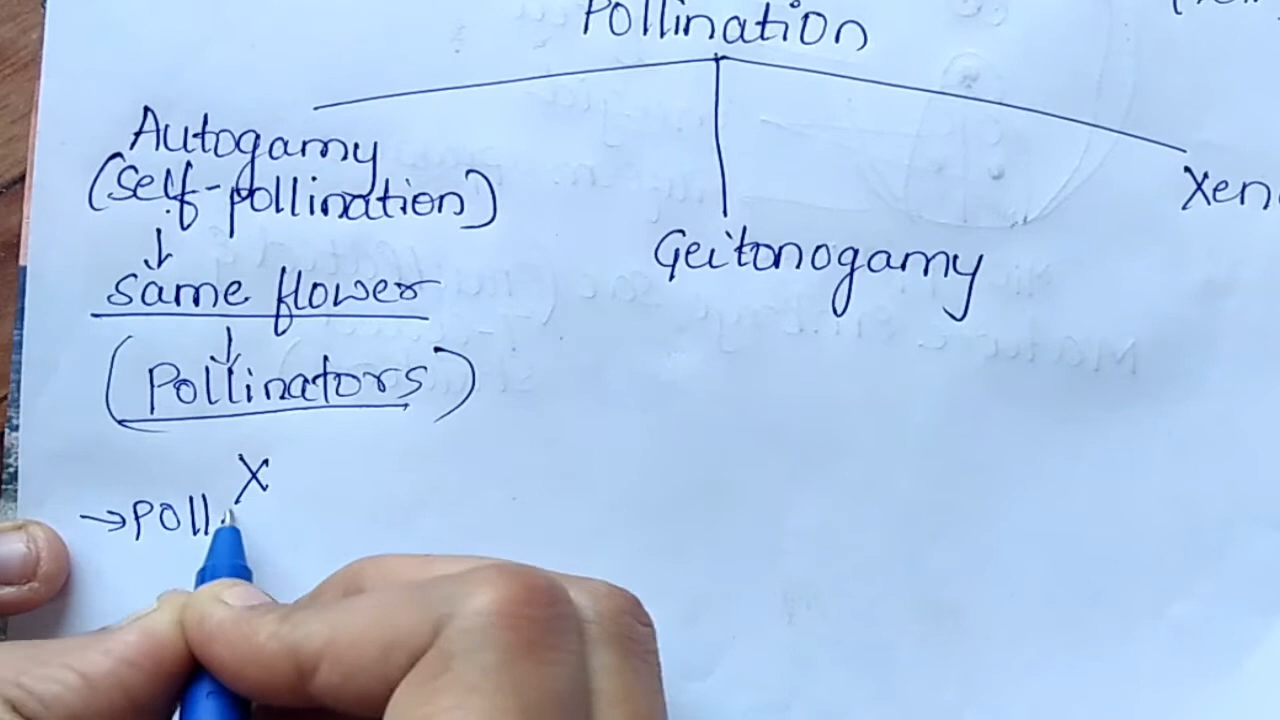 Pollination
Autogamy
(Self-pollination)
↓
same flower
↓
(Pollinators)
X
→Poll
Geitonogamy
Xen